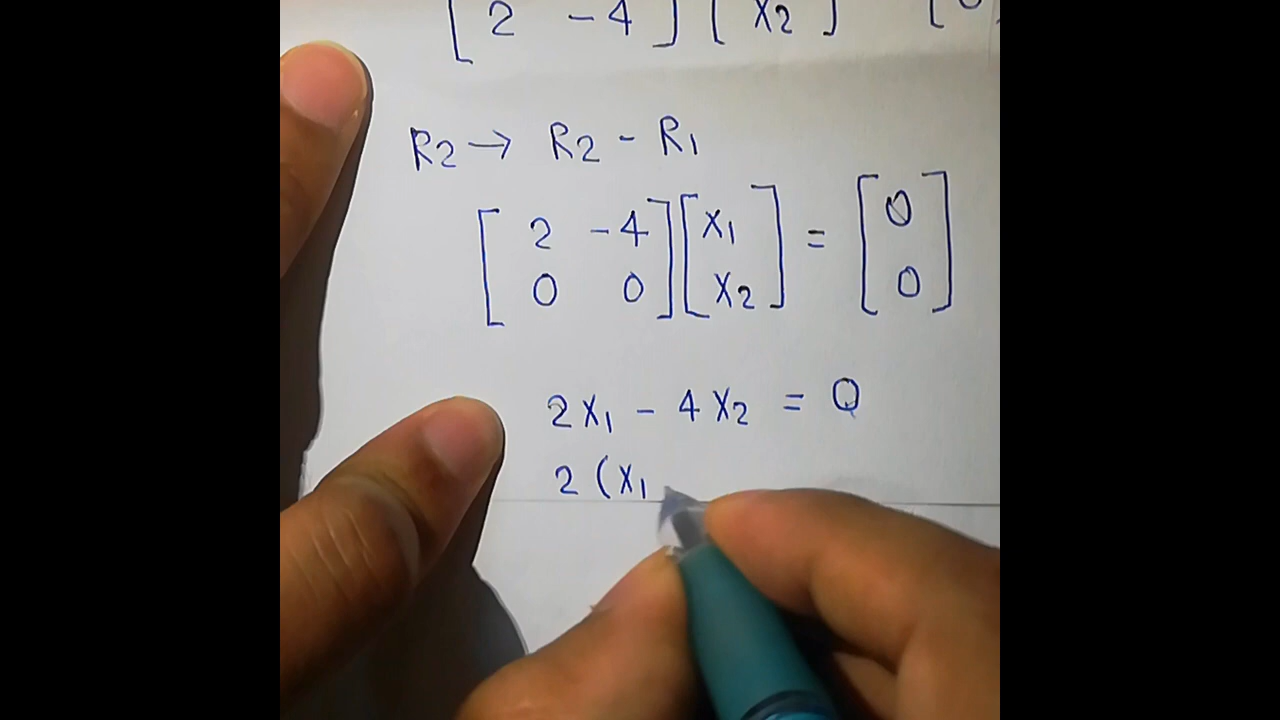 [ 2 -4 ] [ x2 ] [ 0
R2 → R2 - R1
[ 2 -4 ] [ x1 ] = [ 0 ]
[ 0 0 ] [ x2 ] [ 0 ]
2x1 - 4x2 = 0
2 (x1